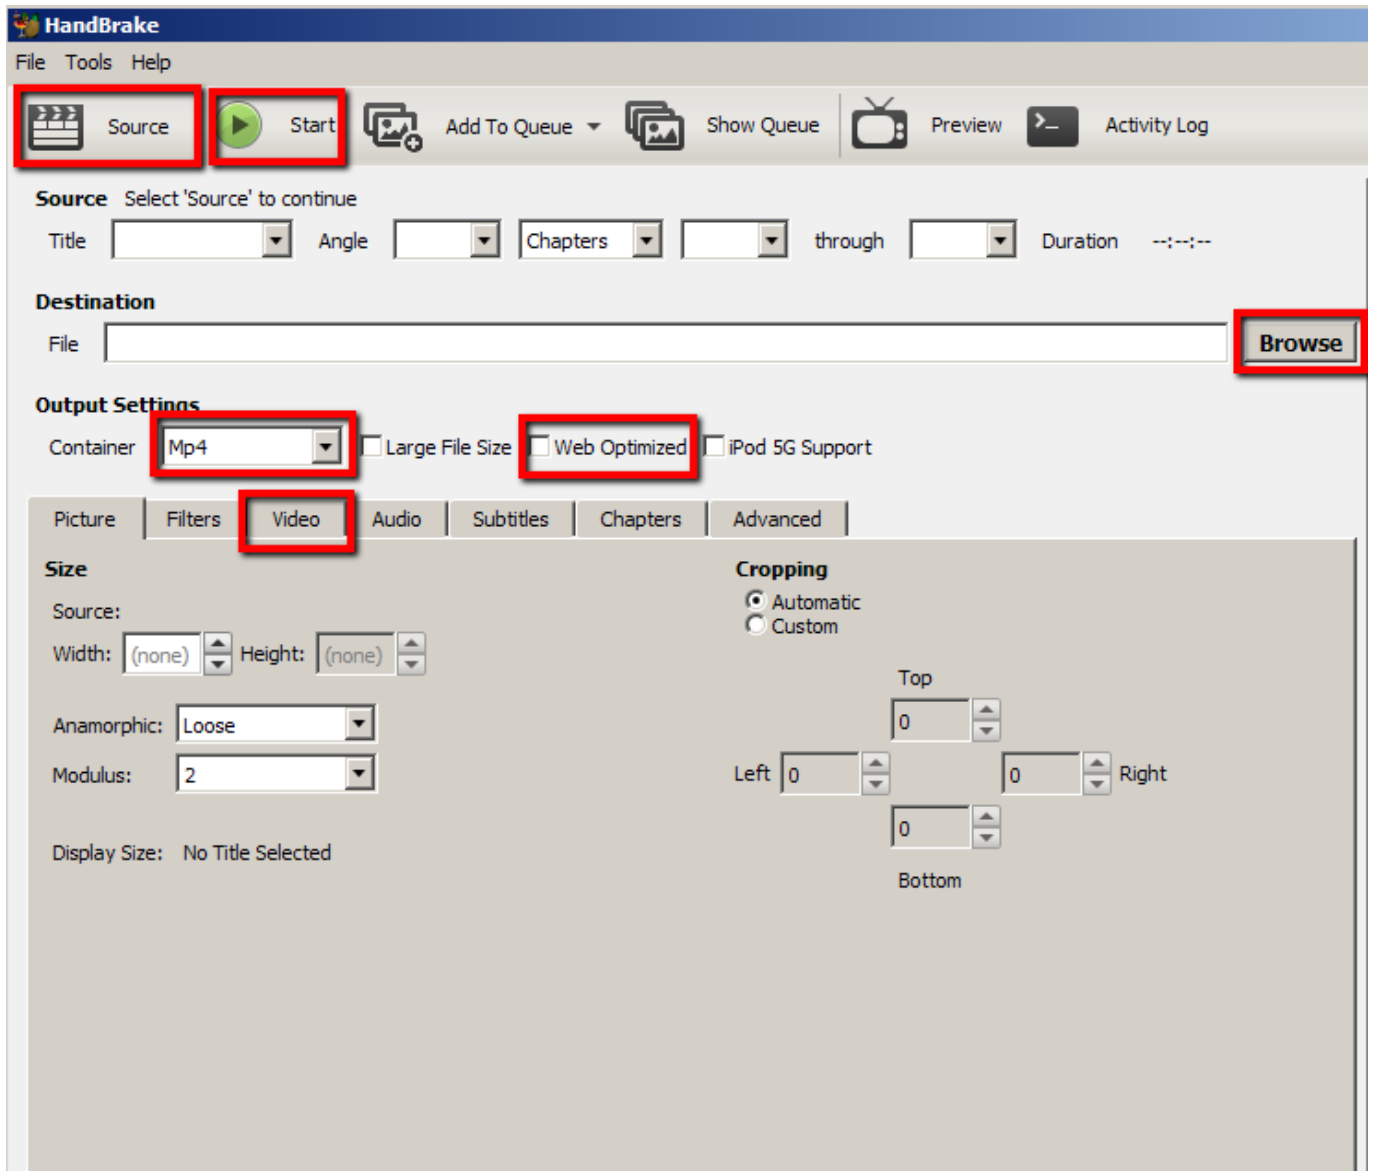 HandBrake
File Tools Help
Source Start Add To Queue Show Queue Preview >_ Activity Log
Source Select 'Source' to continue
Title Angle Chapters through Duration --:--:--
Destination
File Browse
Output Settings
Container Mp4 Large File Size Web Optimized iPod 5G Support
Picture Filters Video Audio Subtitles Chapters Advanced
Size Cropping
Source: Automatic
Custom
Width: (none) Height: (none)
Top
Anamorphic: Loose 0
Modulus: 2 Left 0 0 Right
0
Display Size: No Title Selected
Bottom